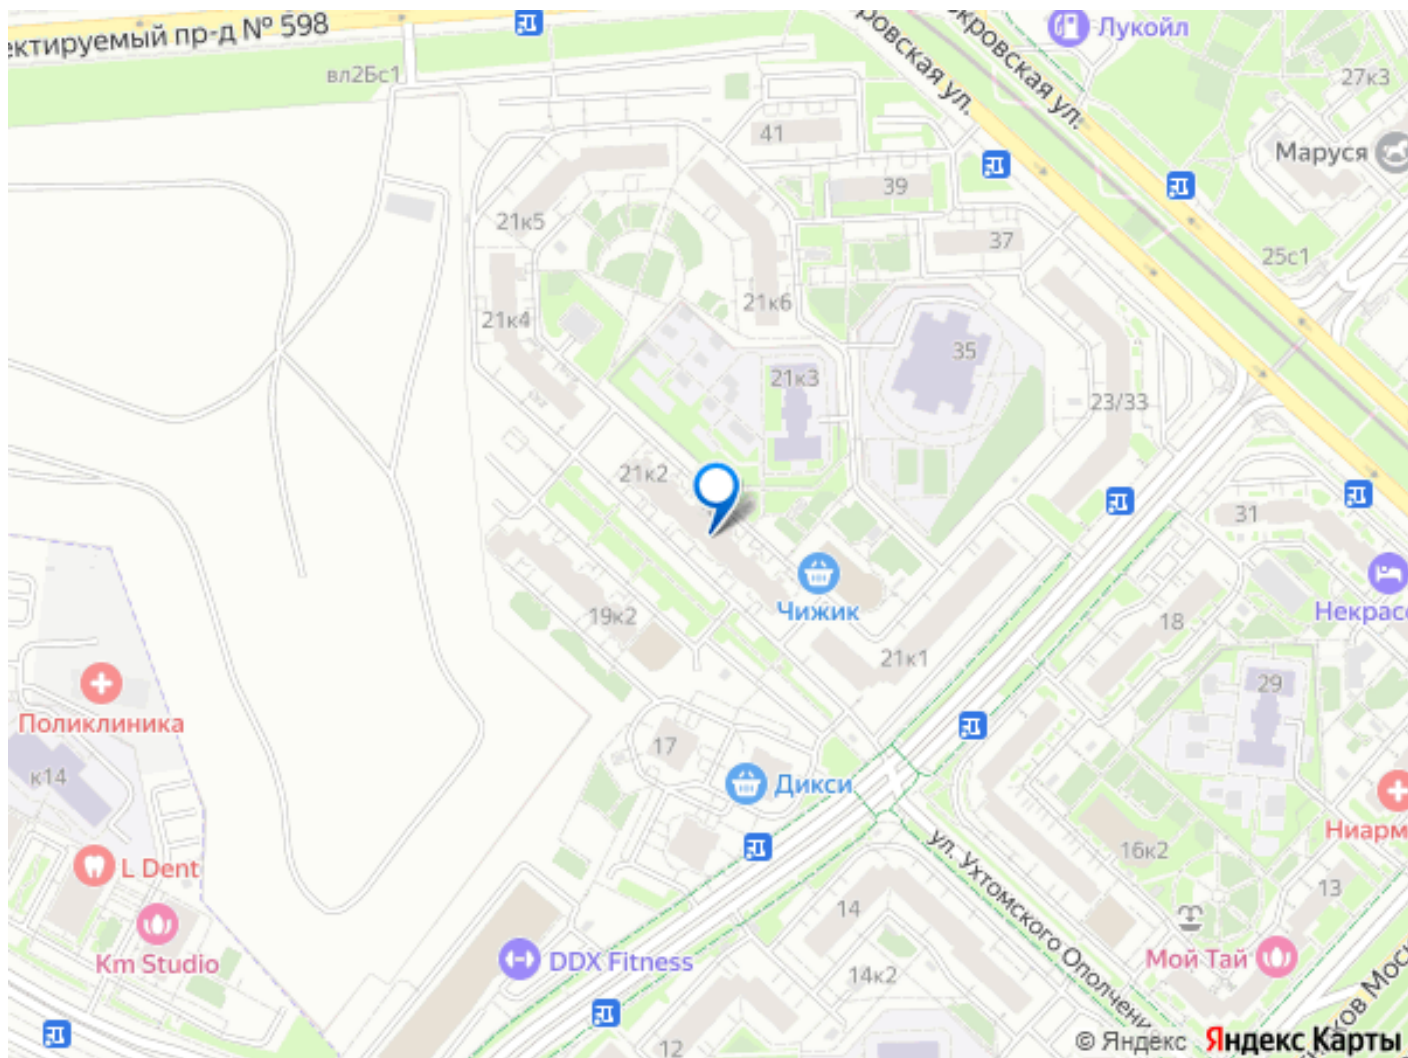 ектируемый пр-д № 598
вл2Бс1
ровская ул.
кровская ул.
Лукойл
27к3
Маруся
41
39
37
25с1
21к5
21к4
21к6
21к3
35
23/33
21к2
31
Чижик
Некрас
19к2
21к1
18
29
Поликлиника
17
к14
Дикси
Ниарм
L Dent
ул. Ухтомского Ополчени
16к2
13
14
Km Studio
DDX Fitness
14к2
Мой Тай
12
ков Мос
© Яндекс Яндекс Карты